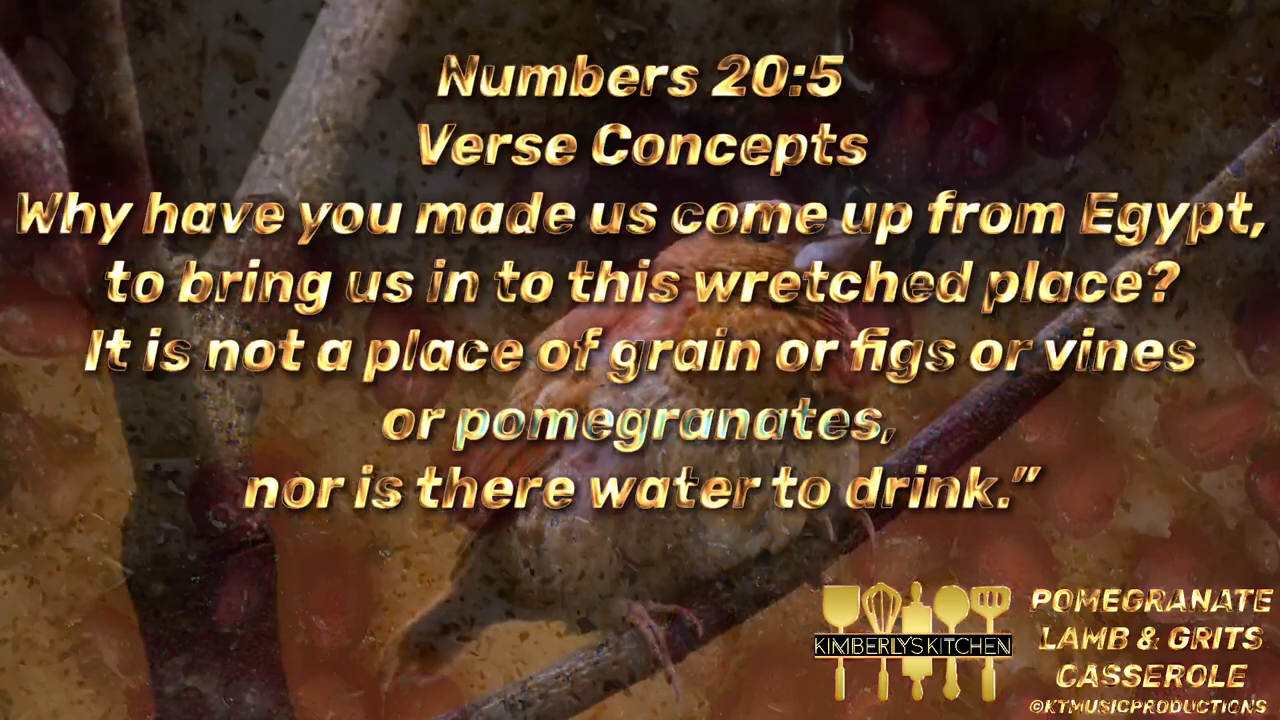 Numbers 20:5
Verse Concepts
Why have you made us come up from Egypt,
to bring us in to this wretched place?
It is not a place of grain or figs or vines
or pomegranates,
nor is there water to drink.”
KIMBERLY'S KITCHEN
POMEGRANATE
LAMB & GRITS
CASSEROLE
©KTMUSICPRODUCTIONS